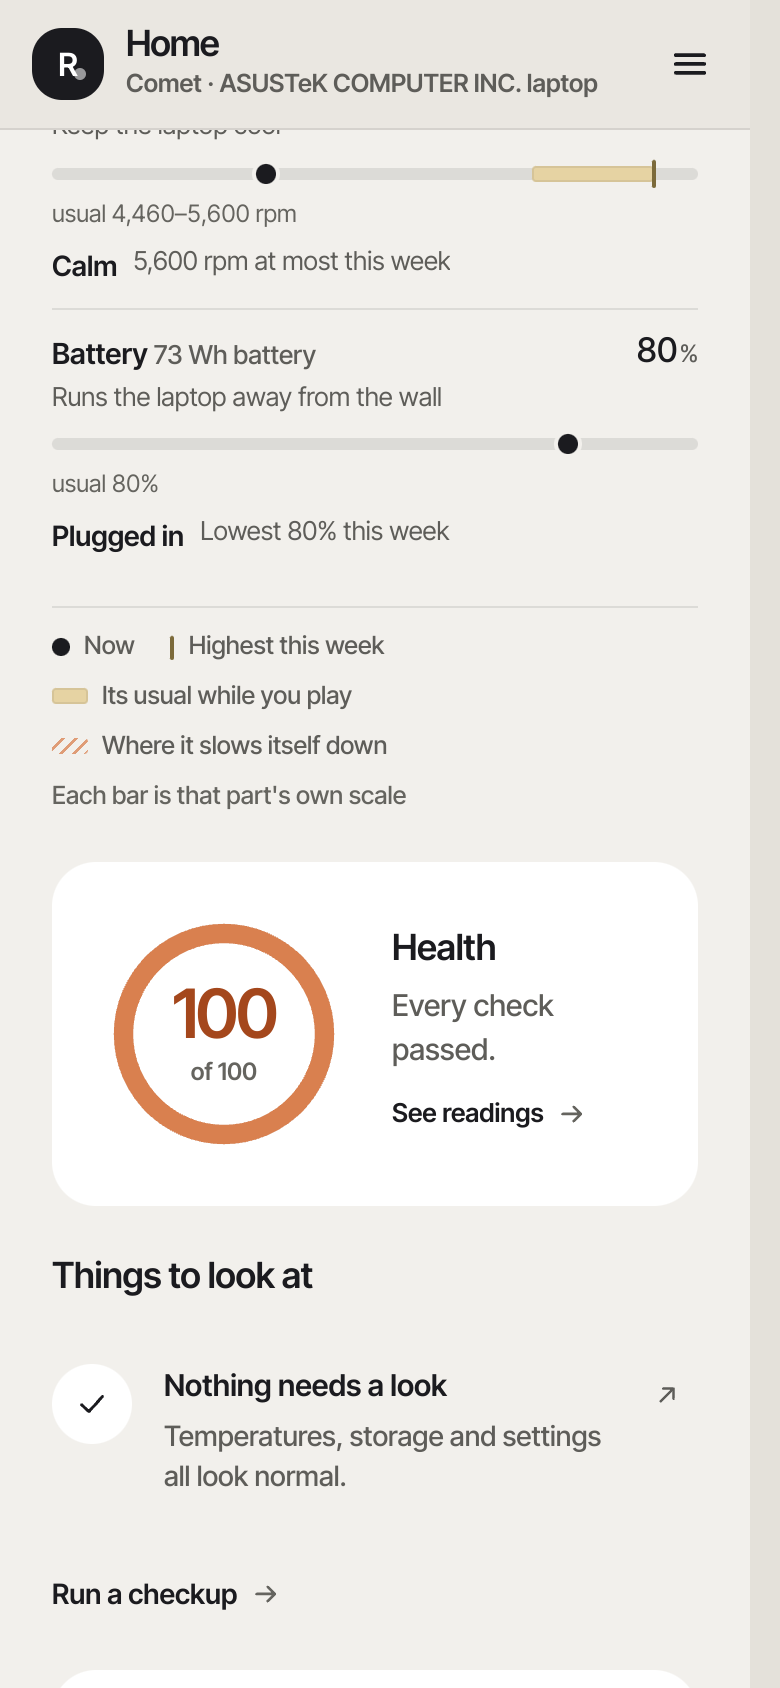 R
Home
Comet · ASUSTeK COMPUTER INC. laptop
Keep the laptop cool
usual 4,460–5,600 rpm
Calm 5,600 rpm at most this week
Battery 73 Wh battery 80%
Runs the laptop away from the wall
usual 80%
Plugged in Lowest 80% this week
Now Highest this week
Its usual while you play
Where it slows itself down
Each bar is that part's own scale
100
of 100
Health
Every check
passed.
See readings →
Things to look at
Nothing needs a look
Temperatures, storage and settings
all look normal.
Run a checkup →